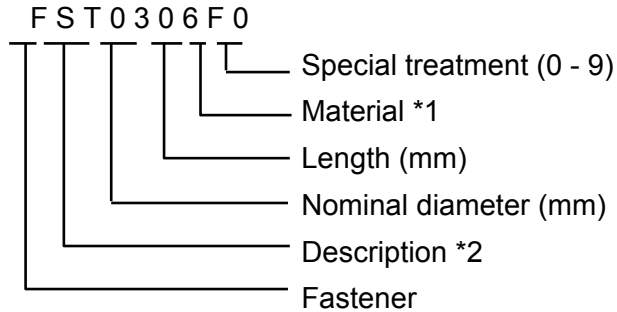 F S T 0 3 0 6 F 0
Special treatment (0 - 9)
Material *1
Length (mm)
Nominal diameter (mm)
Description *2
Fastener